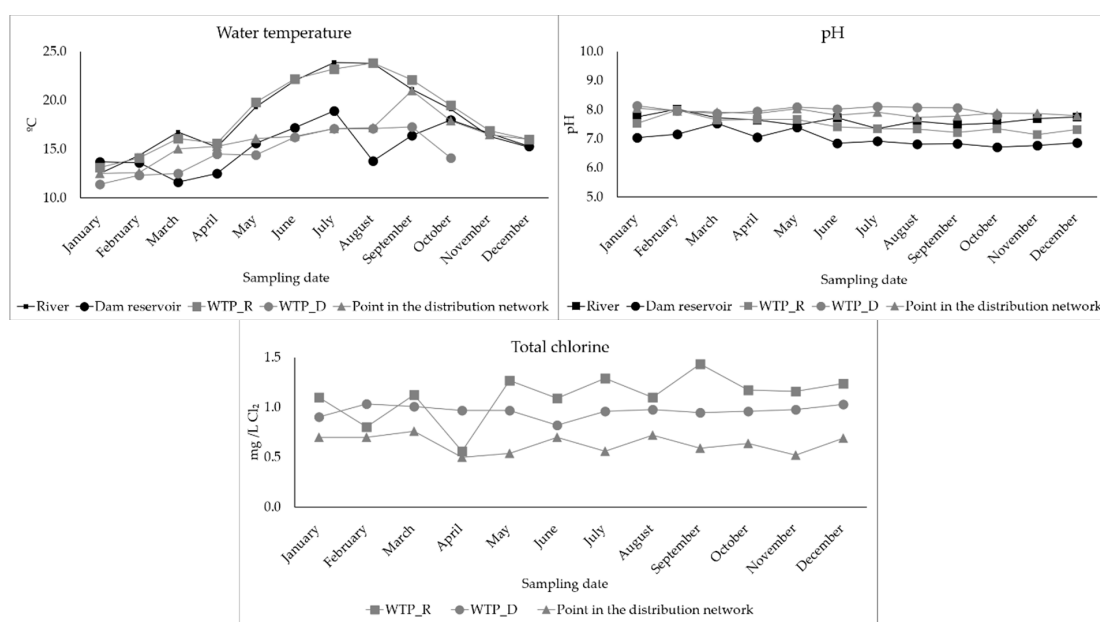 Water temperature
25.0
20.0
15.0
10.0
ºC
January
February
March
April
May
June
July
August
September
October
November
December
Sampling date
River Dam reservoir WTP_R WTP_D Point in the distribution network
pH
10.0
9.0
8.0
7.0
6.0
5.0
pH
January
February
March
April
May
June
July
August
September
October
November
December
Sampling date
River Dam reservoir WTP_R WTP_D Point in the distribution network
Total chlorine
1.5
1.0
0.5
0.0
mg /L Cl₂
January
February
March
April
May
June
July
August
September
October
November
December
Sampling date
WTP_R WTP_D Point in the distribution network